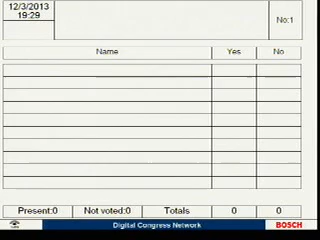 12/3/2013
19:29
No:1
Name Yes No
Present:0 Not voted:0 Totals 0 0
Digital Congress Network BOSCH